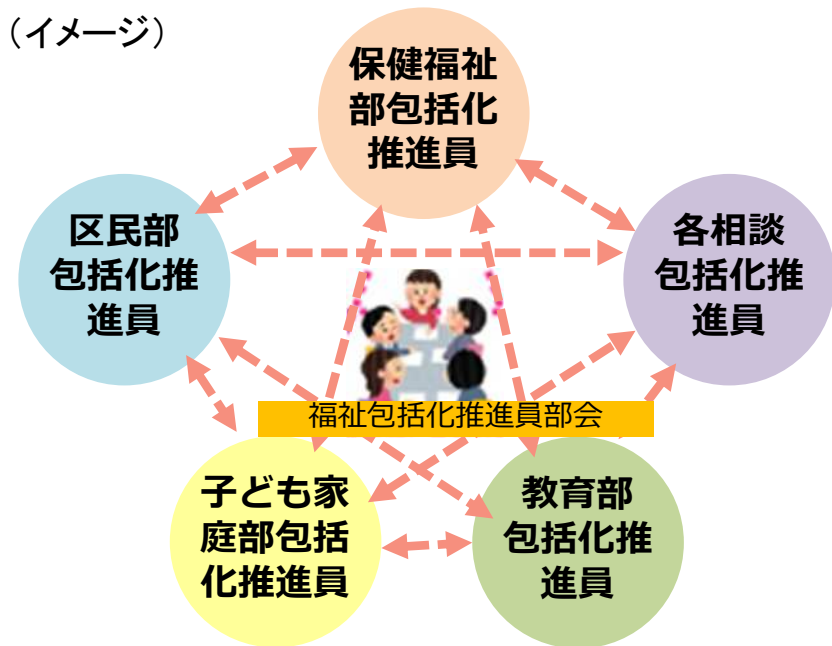 （イメージ）
保健福祉
部包括化
推進員
区民部
包括化推
進員
各相談
包括化推
進員
福祉包括化推進員部会
子ども家
庭部包括
化推進員
教育部
包括化推
進員